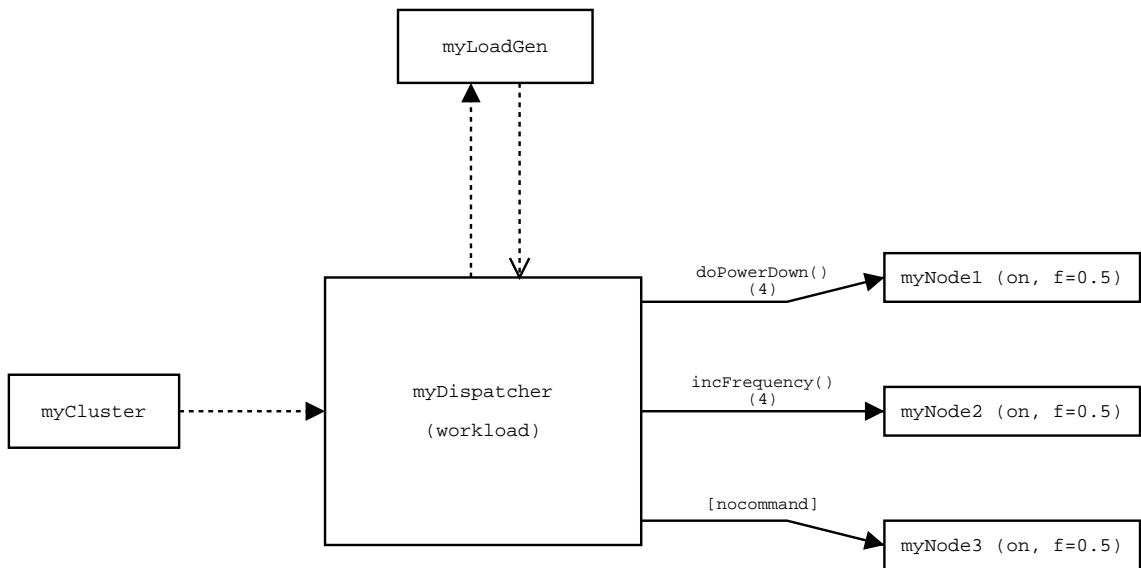 myLoadGen
doPowerDown()
(4)
myNode1 (on, f=0.5)
myCluster
myDispatcher
(workload)
incFrequency()
(4)
myNode2 (on, f=0.5)
[nocommand]
myNode3 (on, f=0.5)